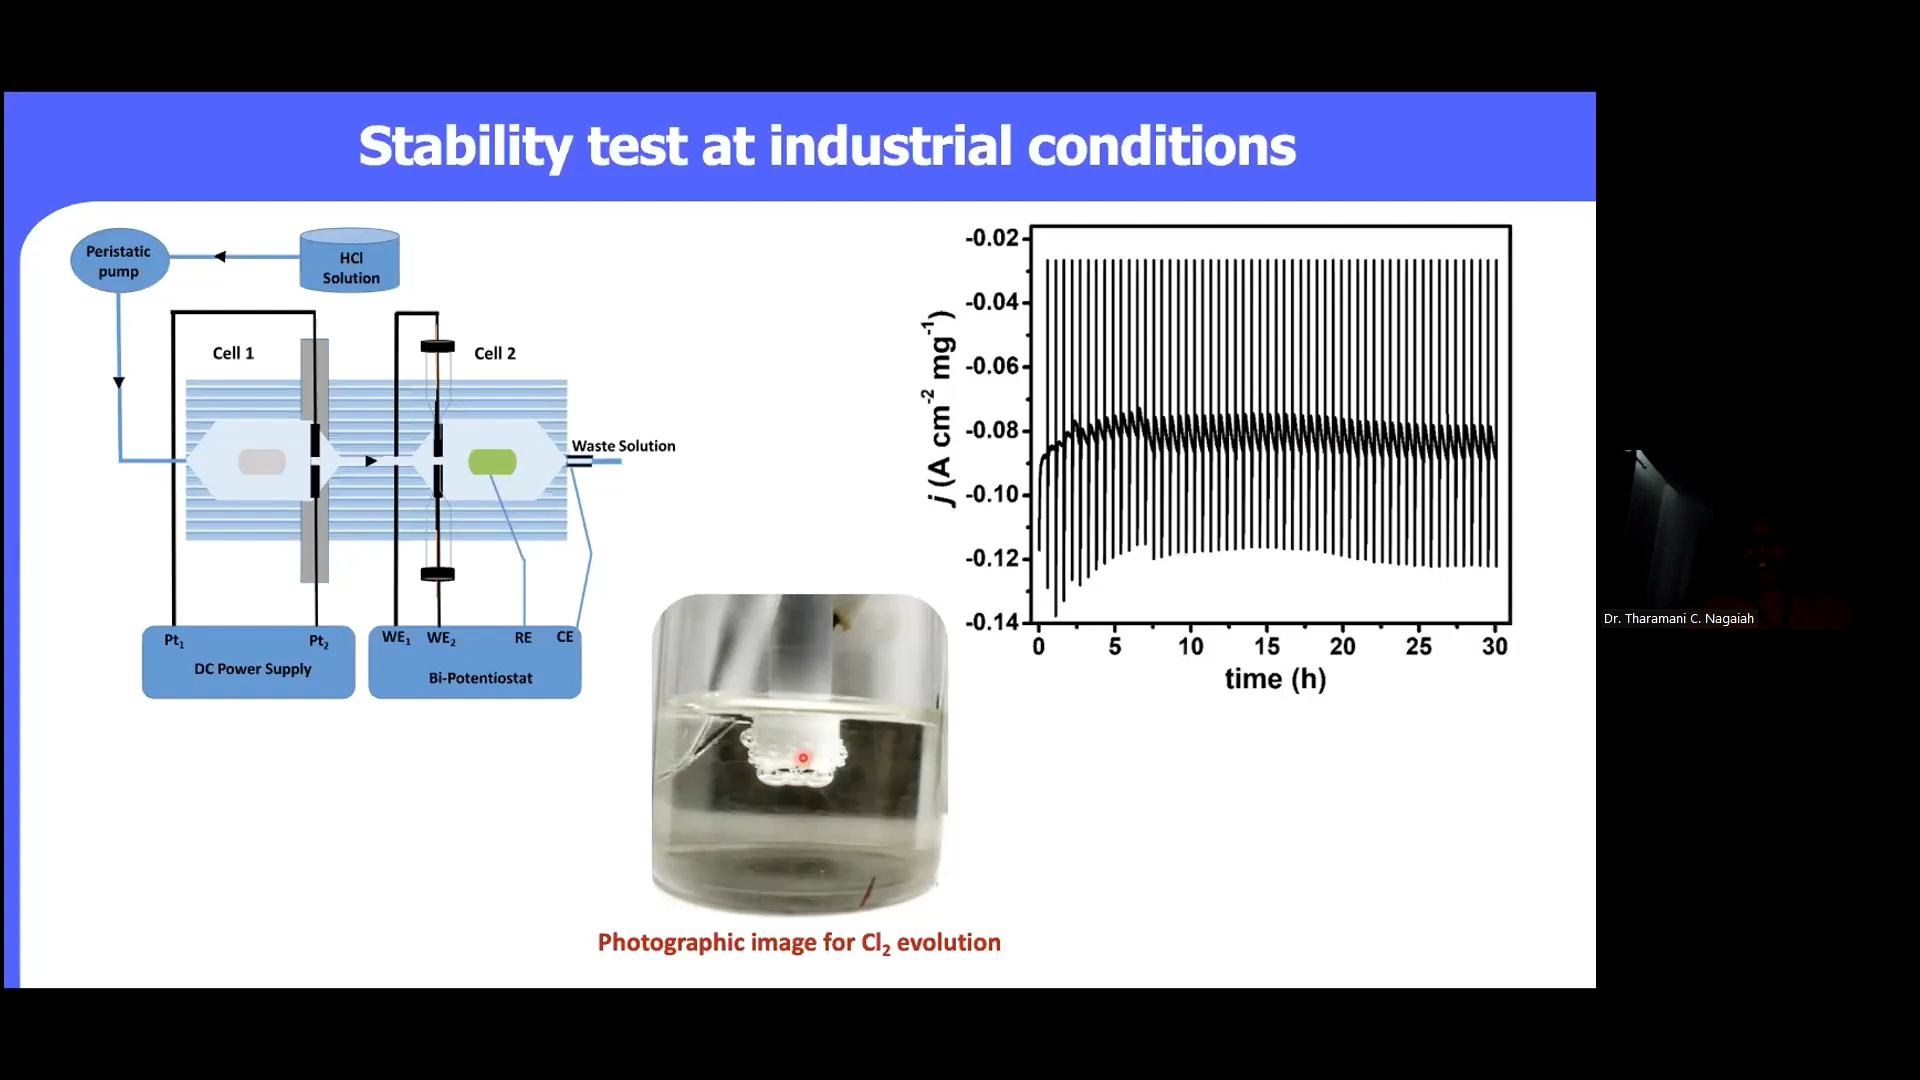 Stability test at industrial conditions
Peristatic
pump
HCl
Solution
Cell 1
Cell 2
Waste Solution
Pt1
Pt2
DC Power Supply
WE1
WE2
RE
CE
Bi-Potentiostat
Photographic image for Cl2 evolution
j (A cm-2 mg-1)
-0.02
-0.04
-0.06
-0.08
-0.10
-0.12
-0.14
0 5 10 15 20 25 30
time (h)
Dr. Tharamani C. Nagaiah